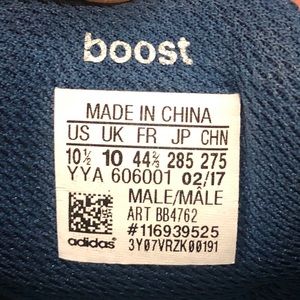 boost
MADE IN CHINA
US UK FR JP CHN
10½ 10 44⅔ 285 275
YYA 606001 02/17
MALE/MÂLE
ART BB4762
#116939525
adidas® 3Y07VRZK00191